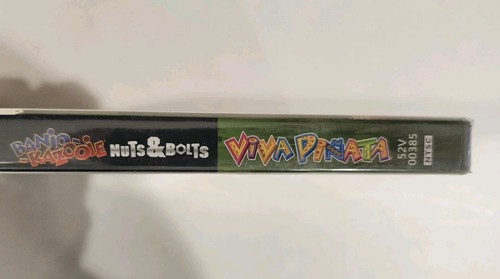 BANJO-
KAZOOIE
NUTS & BOLTS
VIVA PIÑATA
52V
00385
NTSC